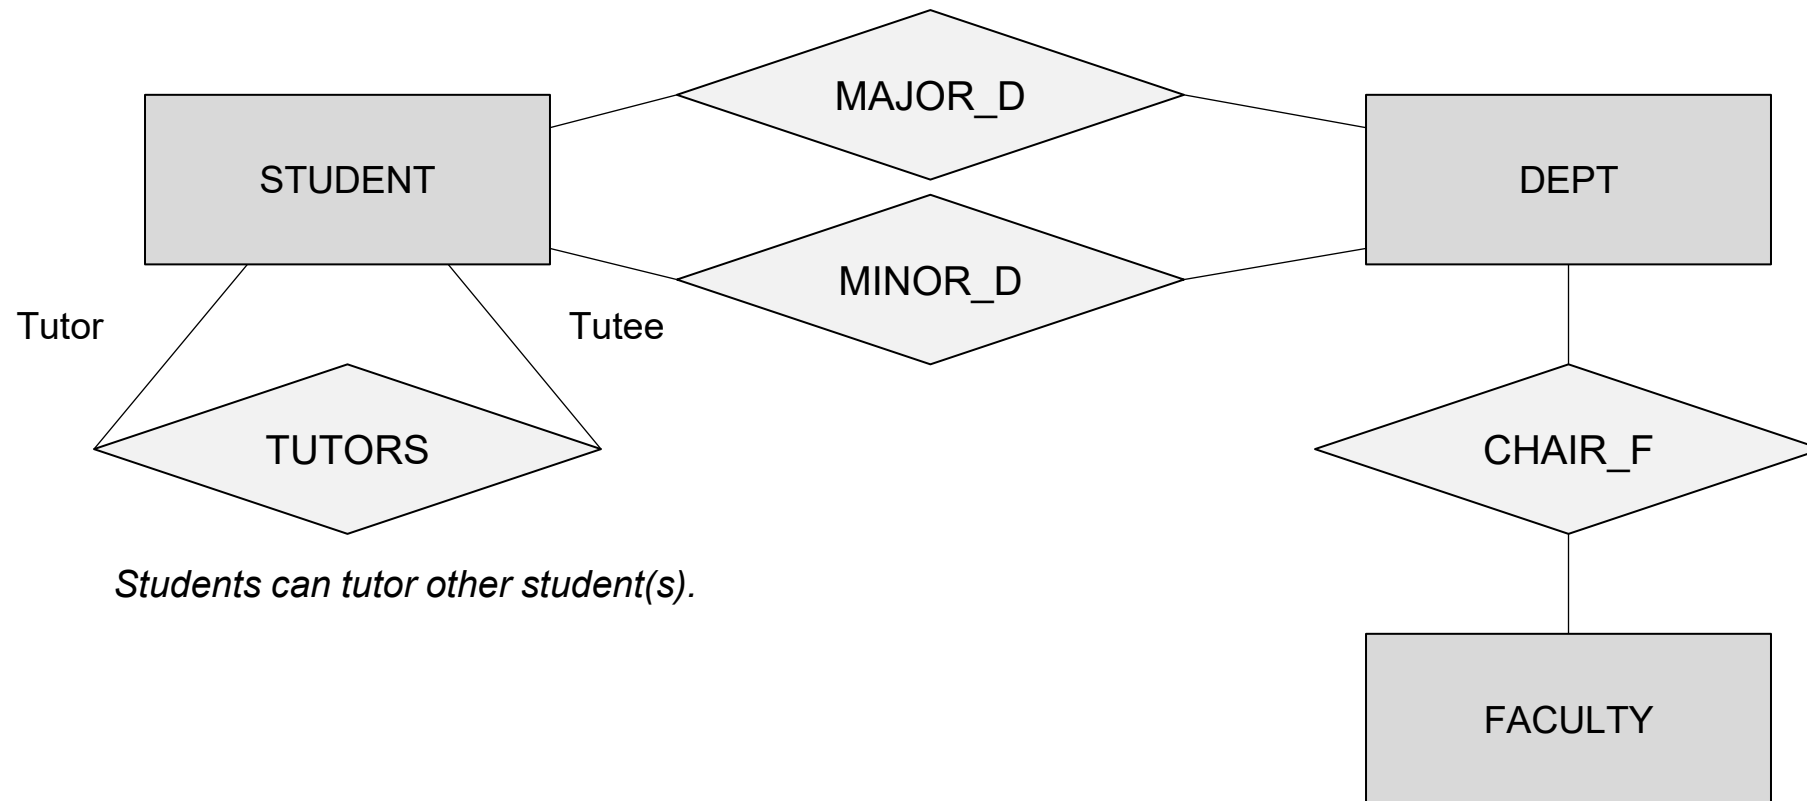 MAJOR_D
STUDENT
DEPT
MINOR_D
Tutor
Tutee
TUTORS
CHAIR_F
Students can tutor other student(s).
FACULTY